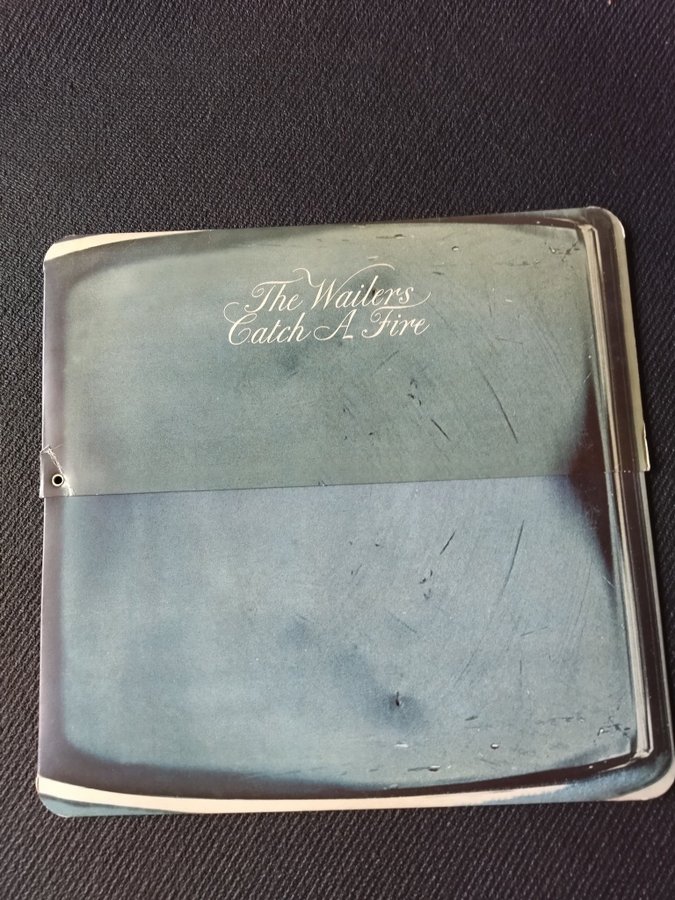 The Wailers
Catch A Fire